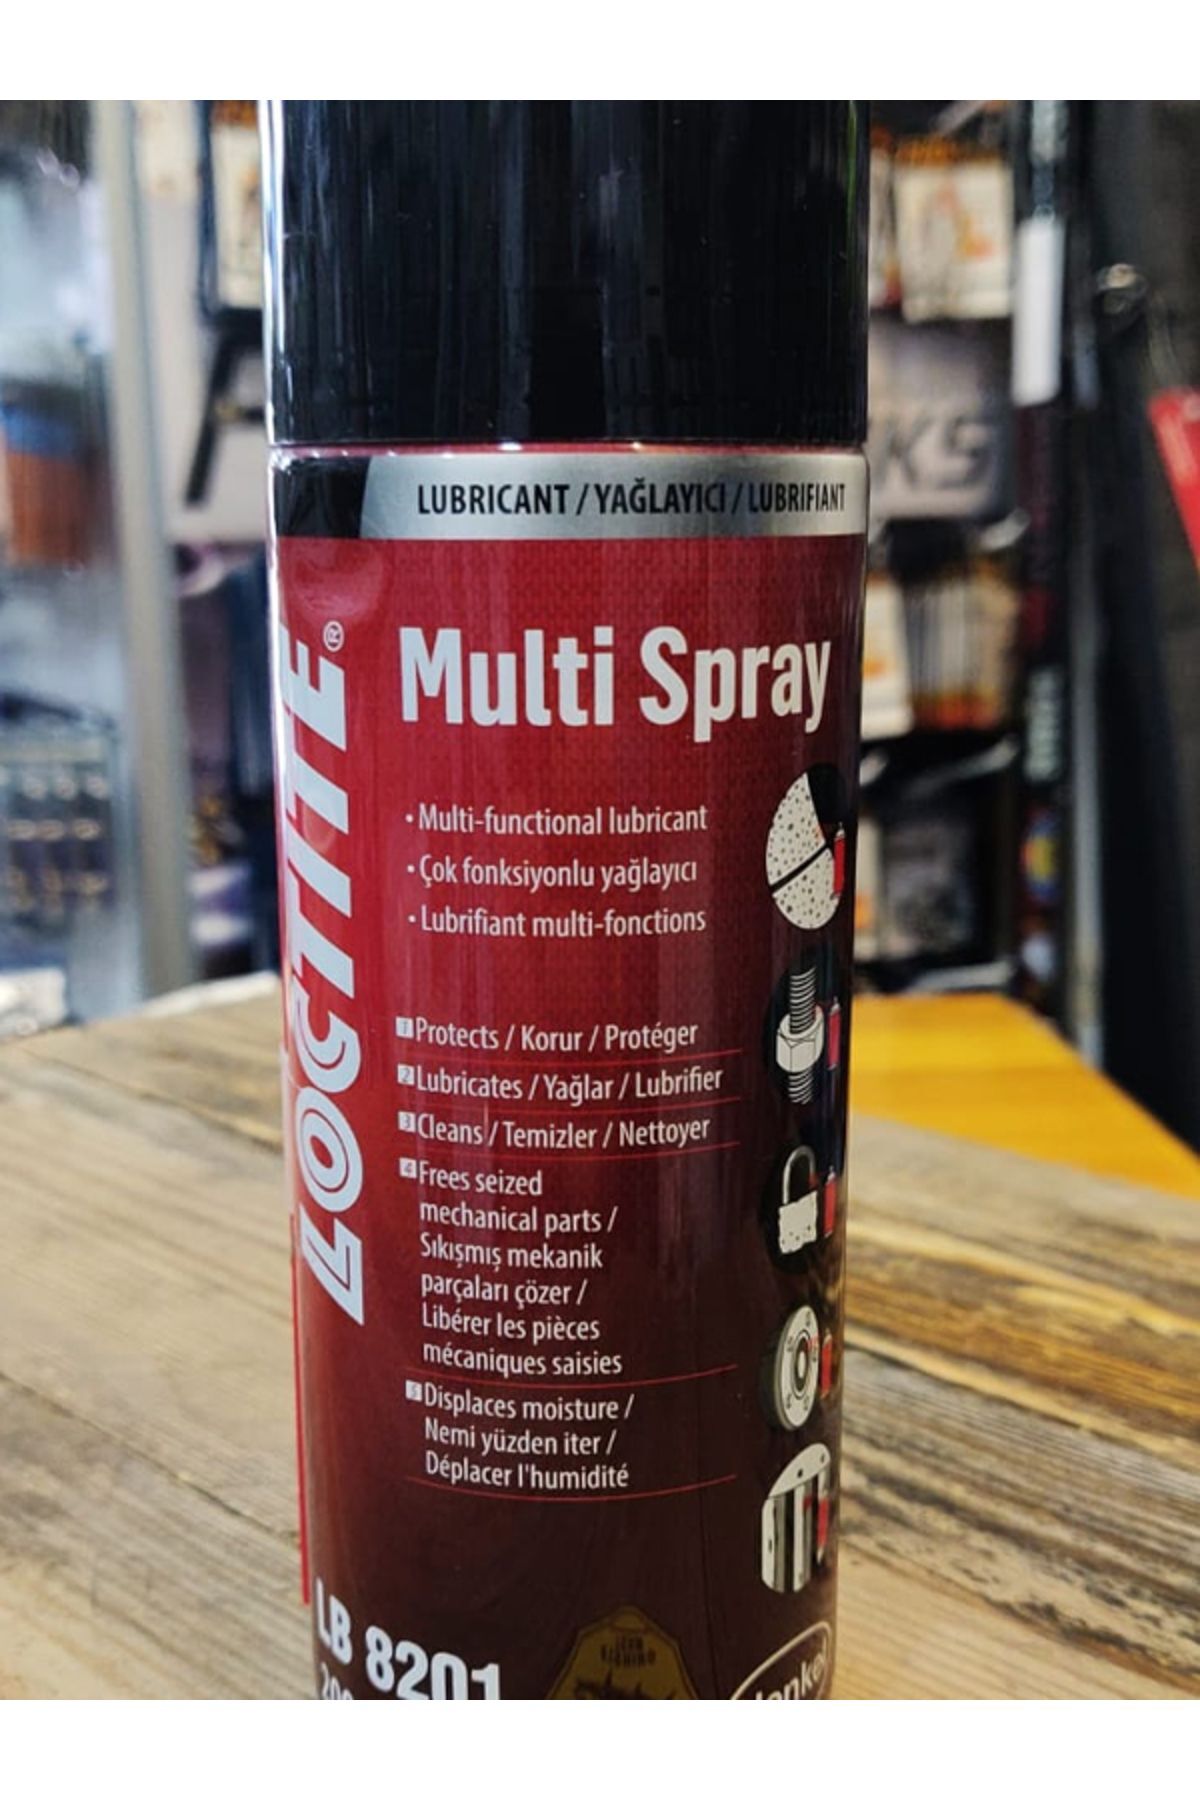 LUBRICANT / YAĞLAYICI / LUBRIFIANT
LOCTITE®
Multi Spray
• Multi-functional lubricant
• Çok fonksiyonlu yağlayıcı
• Lubrifiant multi-fonctions
1 Protects / Korur / Protéger
2 Lubricates / Yağlar / Lubrifier
3 Cleans / Temizler / Nettoyer
4 Frees seized
mechanical parts /
Sıkışmış mekanik
parçaları çözer /
Libérer les pièces
mécaniques saisies
5 Displaces moisture /
Nemi yüzden iter /
Déplacer l'humidité
LB 8201
Henkel
KS